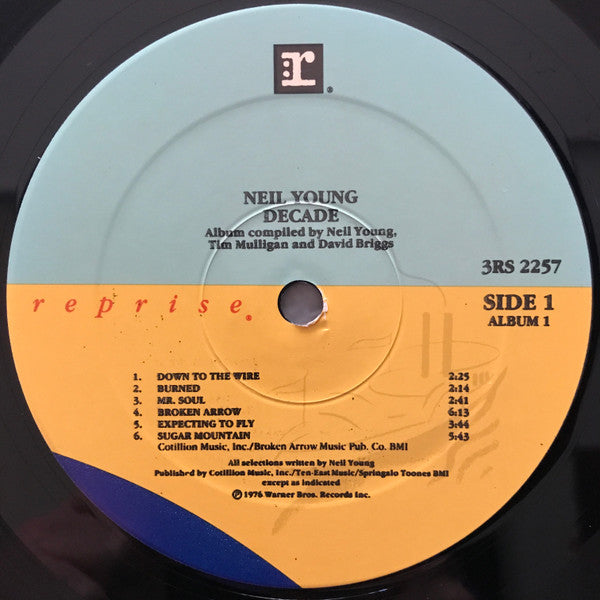 r®
NEIL YOUNG
DECADE
Album compiled by Neil Young,
Tim Mulligan and David Briggs
3RS 2257
reprise®
SIDE 1
ALBUM 1
1. DOWN TO THE WIRE 2:25
2. BURNED 2:14
3. MR. SOUL 2:41
4. BROKEN ARROW 6:13
5. EXPECTING TO FLY 3:44
6. SUGAR MOUNTAIN 5:43
Cotillion Music, Inc./Broken Arrow Music Pub. Co. BMI
All selections written by Neil Young
Published by Cotillion Music, Inc./Ten-East Music/Springalo Toones BMI
except as indicated
℗1976 Warner Bros. Records Inc.